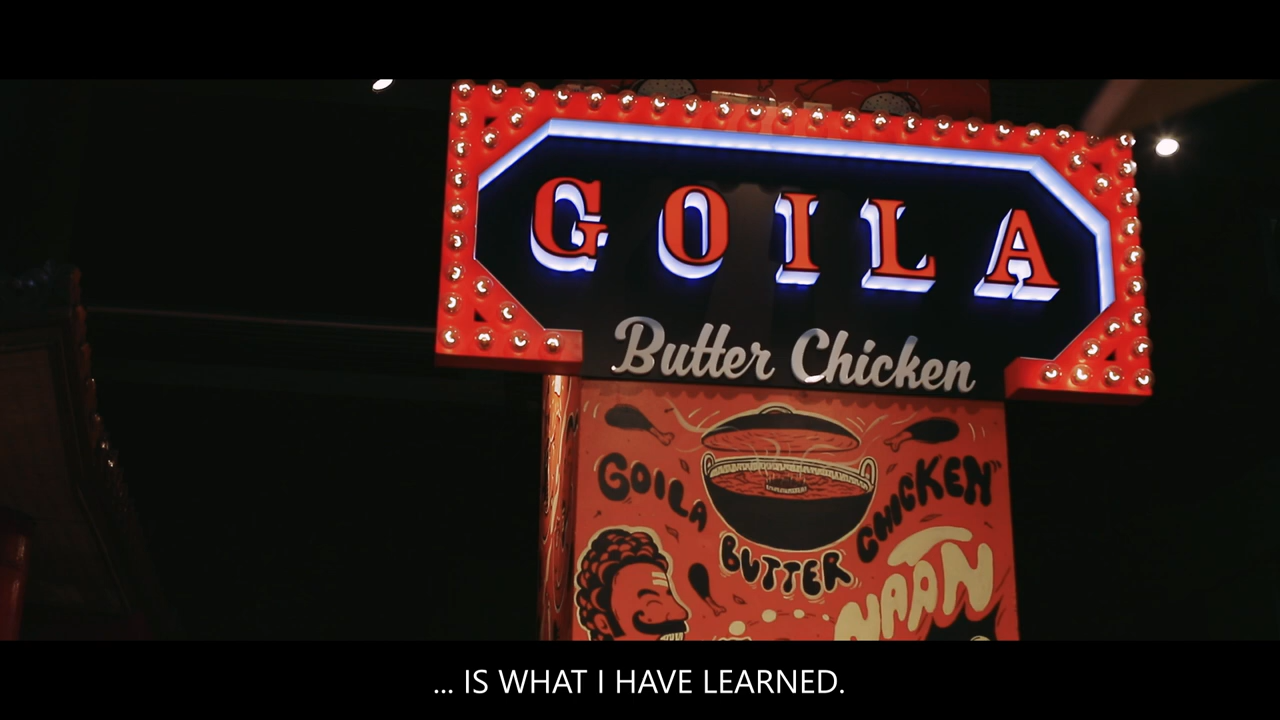 GOILA
Butter Chicken
GOILA
BUTTER
CHICKEN"
NAAN
... IS WHAT I HAVE LEARNED.